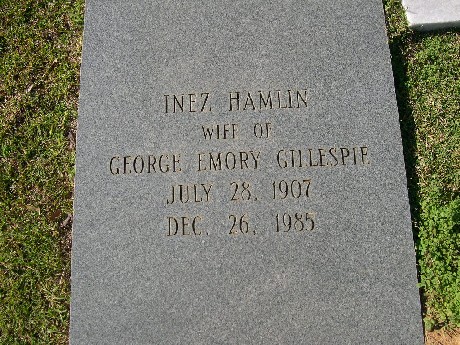 INEZ HAMLIN
WIFE OF
GEORGE EMORY GILLESPIE
JULY 28, 1907
DEC. 26, 1985